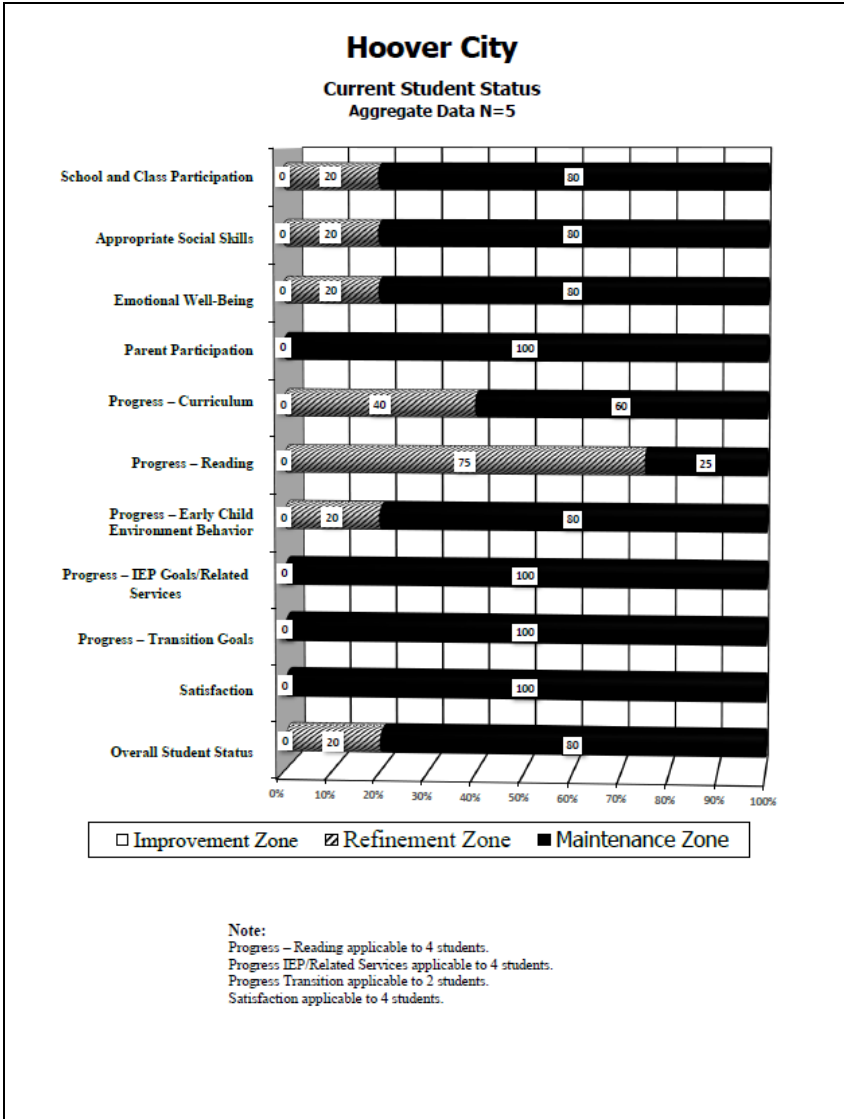 Hoover City
Current Student Status
Aggregate Data N=5
School and Class Participation
0 20 80
Appropriate Social Skills
0 20 80
Emotional Well-Being
0 20 80
Parent Participation
0 100
Progress – Curriculum
0 40 60
Progress – Reading
0 75 25
Progress – Early Child
Environment Behavior
0 20 80
Progress – IEP Goals/Related
Services
0 100
Progress – Transition Goals
0 100
Satisfaction
0 100
Overall Student Status
0 20 80
0% 10% 20% 30% 40% 50% 60% 70% 80% 90% 100%
Improvement Zone Refinement Zone Maintenance Zone
Note:
Progress – Reading applicable to 4 students.
Progress IEP/Related Services applicable to 4 students.
Progress Transition applicable to 2 students.
Satisfaction applicable to 4 students.